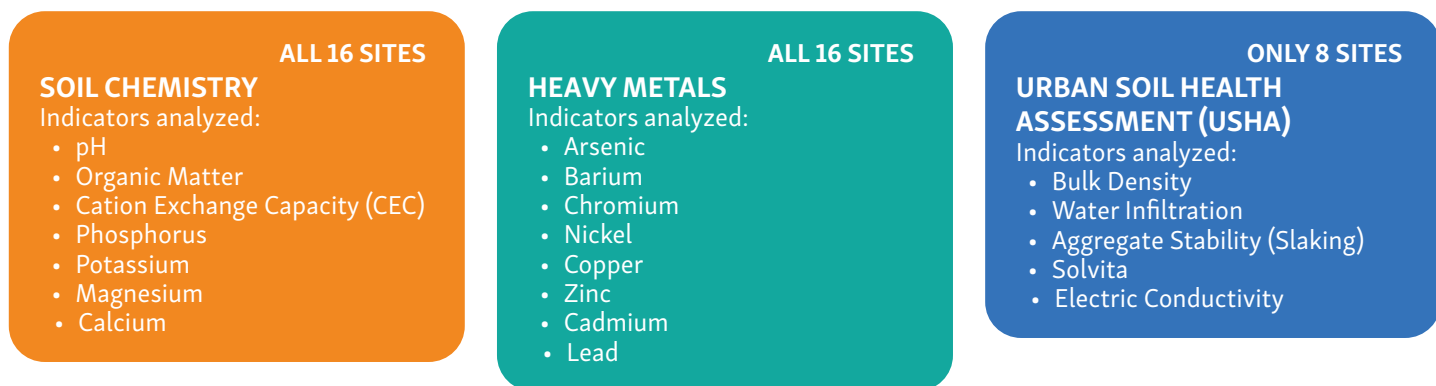 ALL 16 SITES
SOIL CHEMISTRY
Indicators analyzed:
• pH
• Organic Matter
• Cation Exchange Capacity (CEC)
• Phosphorus
• Potassium
• Magnesium
• Calcium
ALL 16 SITES
HEAVY METALS
Indicators analyzed:
• Arsenic
• Barium
• Chromium
• Nickel
• Copper
• Zinc
• Cadmium
• Lead
ONLY 8 SITES
URBAN SOIL HEALTH
ASSESSMENT (USHA)
Indicators analyzed:
• Bulk Density
• Water Infiltration
• Aggregate Stability (Slaking)
• Solvita
• Electric Conductivity